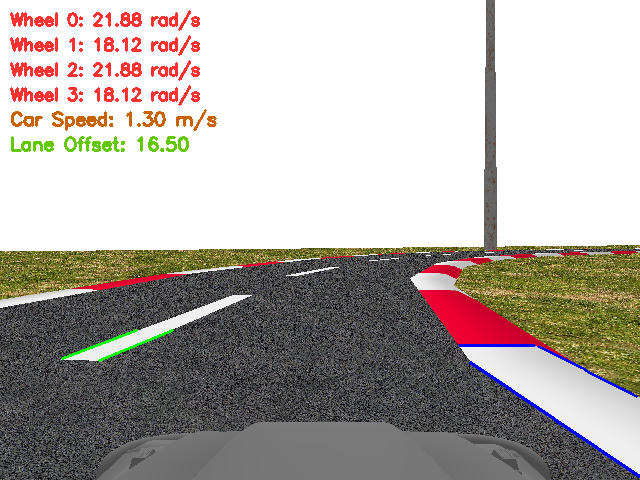 Wheel 0: 21.88 rad/s
Wheel 1: 18.12 rad/s
Wheel 2: 21.88 rad/s
Wheel 3: 18.12 rad/s
Car Speed: 1.30 m/s
Lane Offset: 16.50